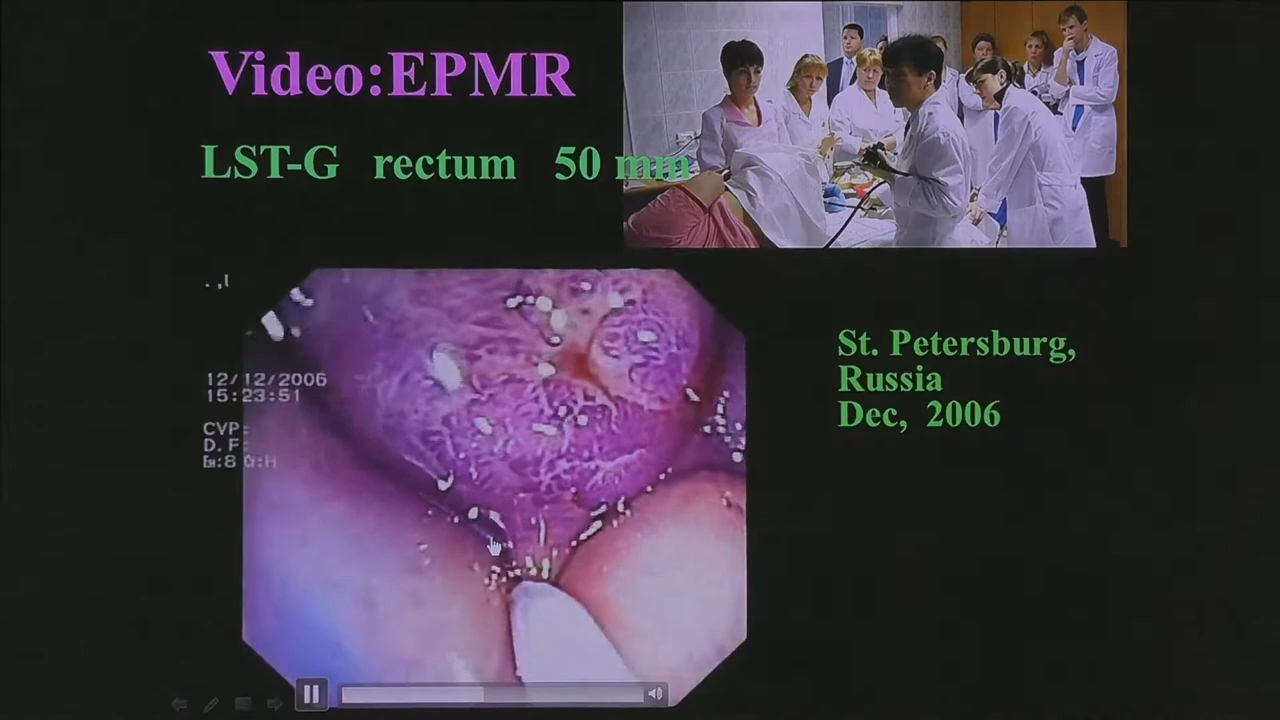 Video:EPMR
LST-G rectum 50 mm
12/12/2006
15:23:51
CVP:
D.F:
St. Petersburg,
Russia
Dec, 2006